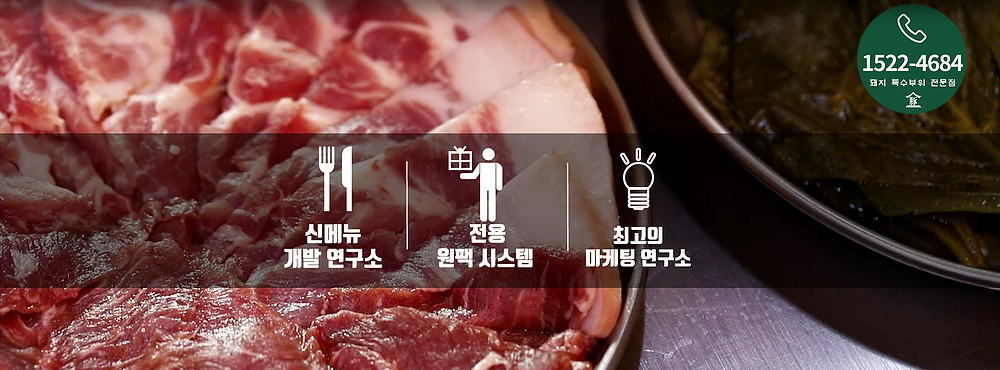 1522-4684
돼지 특수부위 전문점
신메뉴
개발 연구소
전용
원팩 시스템
최고의
마케팅 연구소